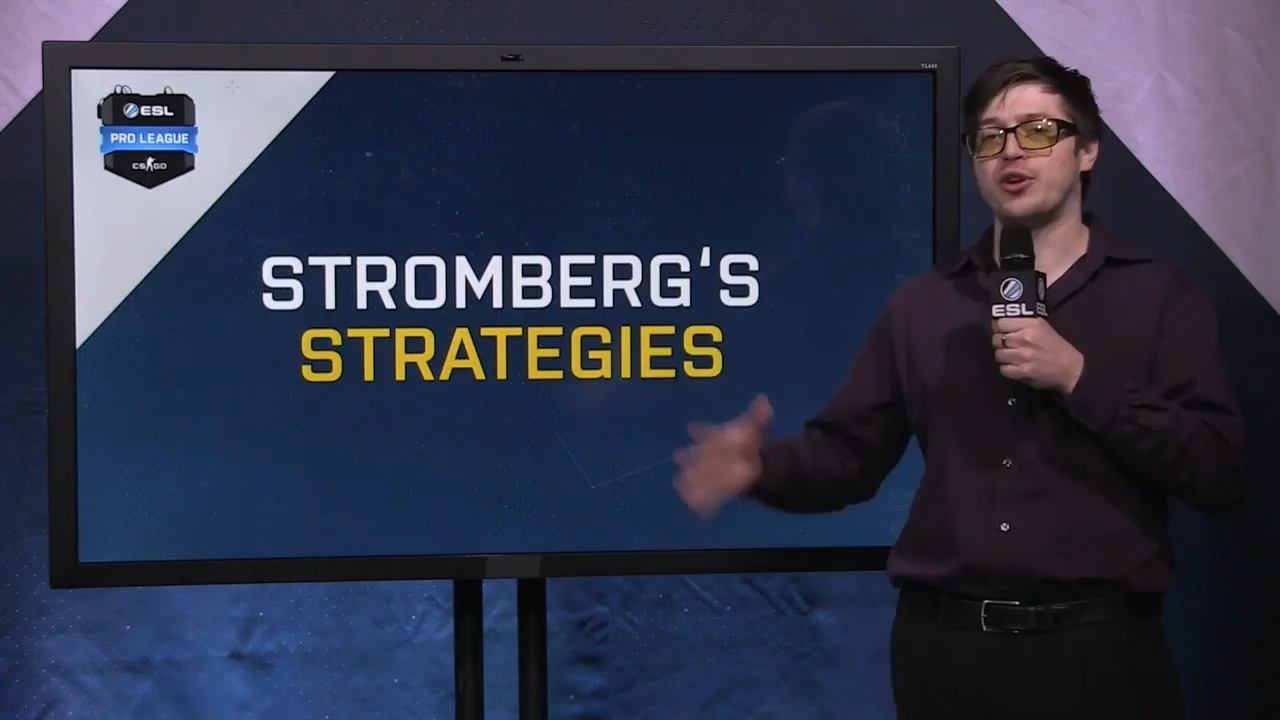 ESL
PRO LEAGUE
CS GO
STROMBERG'S
STRATEGIES
ESL